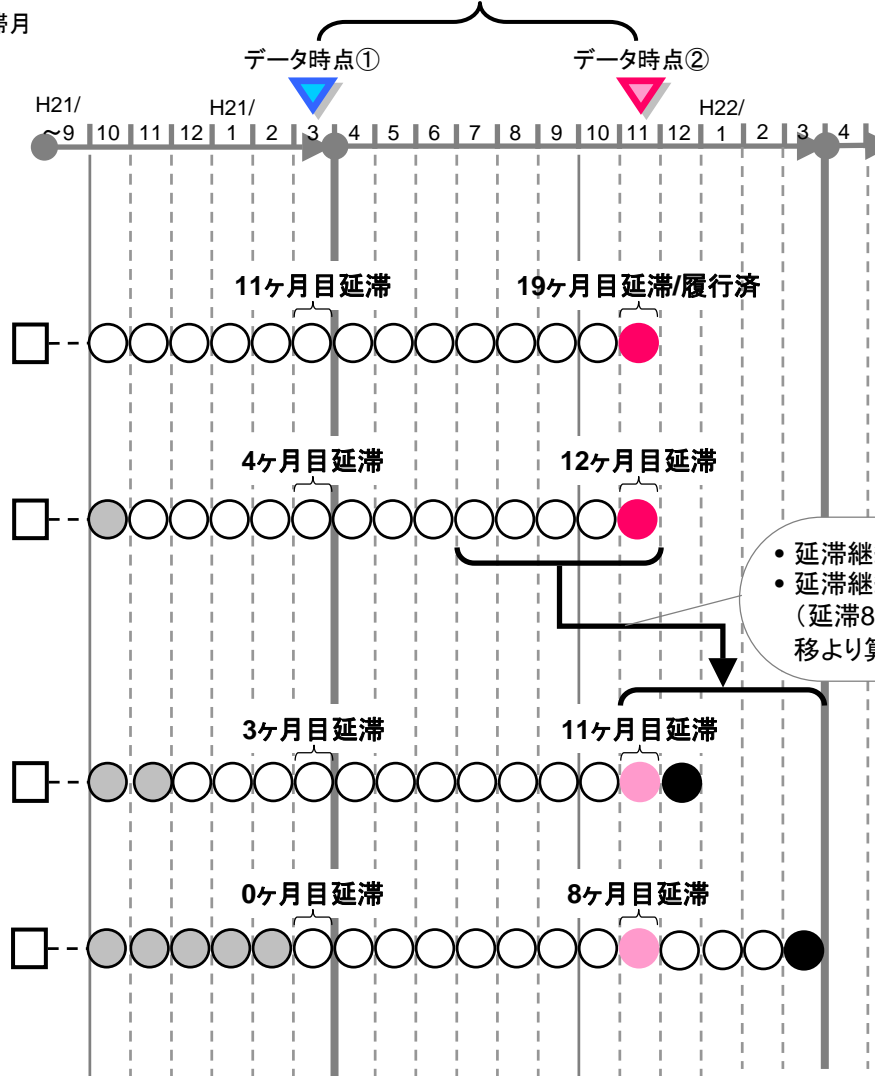 帯月
データ時点① データ時点②
H21/ H21/ H22/
～9 10 11 12 1 2 3 4 5 6 7 8 9 10 11 12 1 2 3 4
11ヶ月目延滞 19ヶ月目延滞/履行済
4ヶ月目延滞 12ヶ月目延滞
• 延滞継
• 延滞継
（延滞8
移より算
3ヶ月目延滞 11ヶ月目延滞
0ヶ月目延滞 8ヶ月目延滞